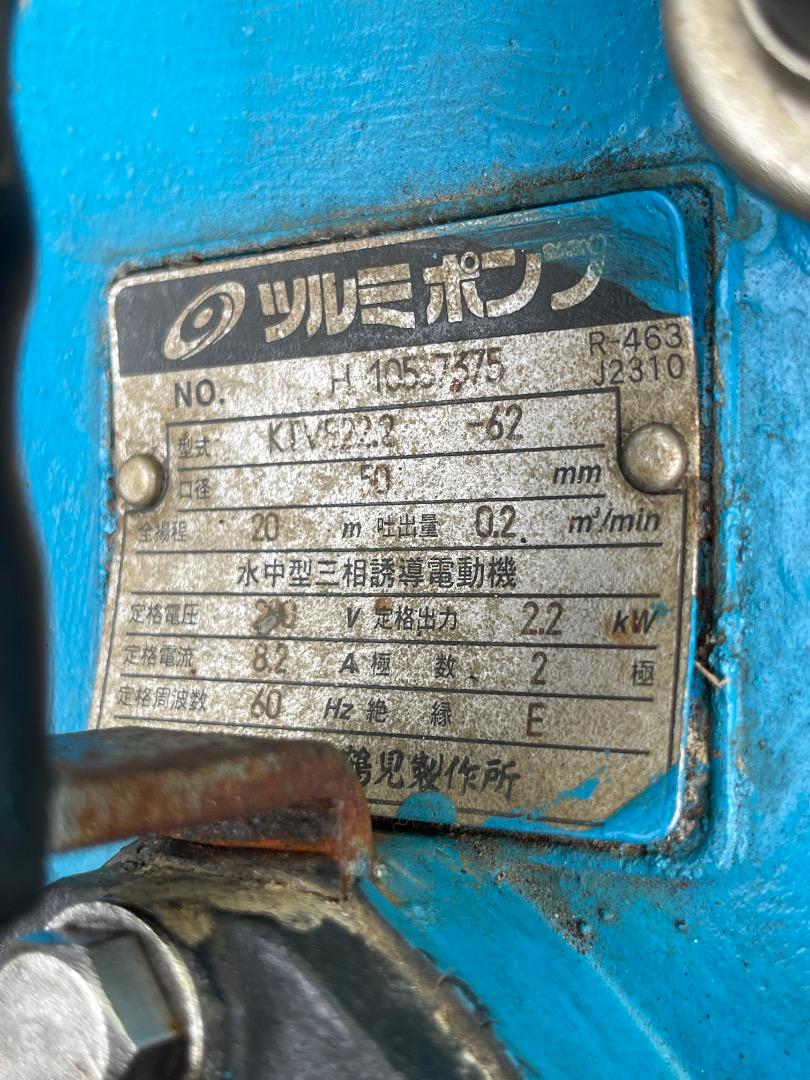 ツルミポンプ
R-463
NO. J2310
型式 -62
口径 50 mm
全揚程 20 m 吐出量 0.2 m³/min
水中型三相誘導電動機
定格電圧 V 定格出力 2.2 kW
定格電流 8.2 A 極数 2 極
定格周波数 60 Hz 絶縁 E
鶴見製作所